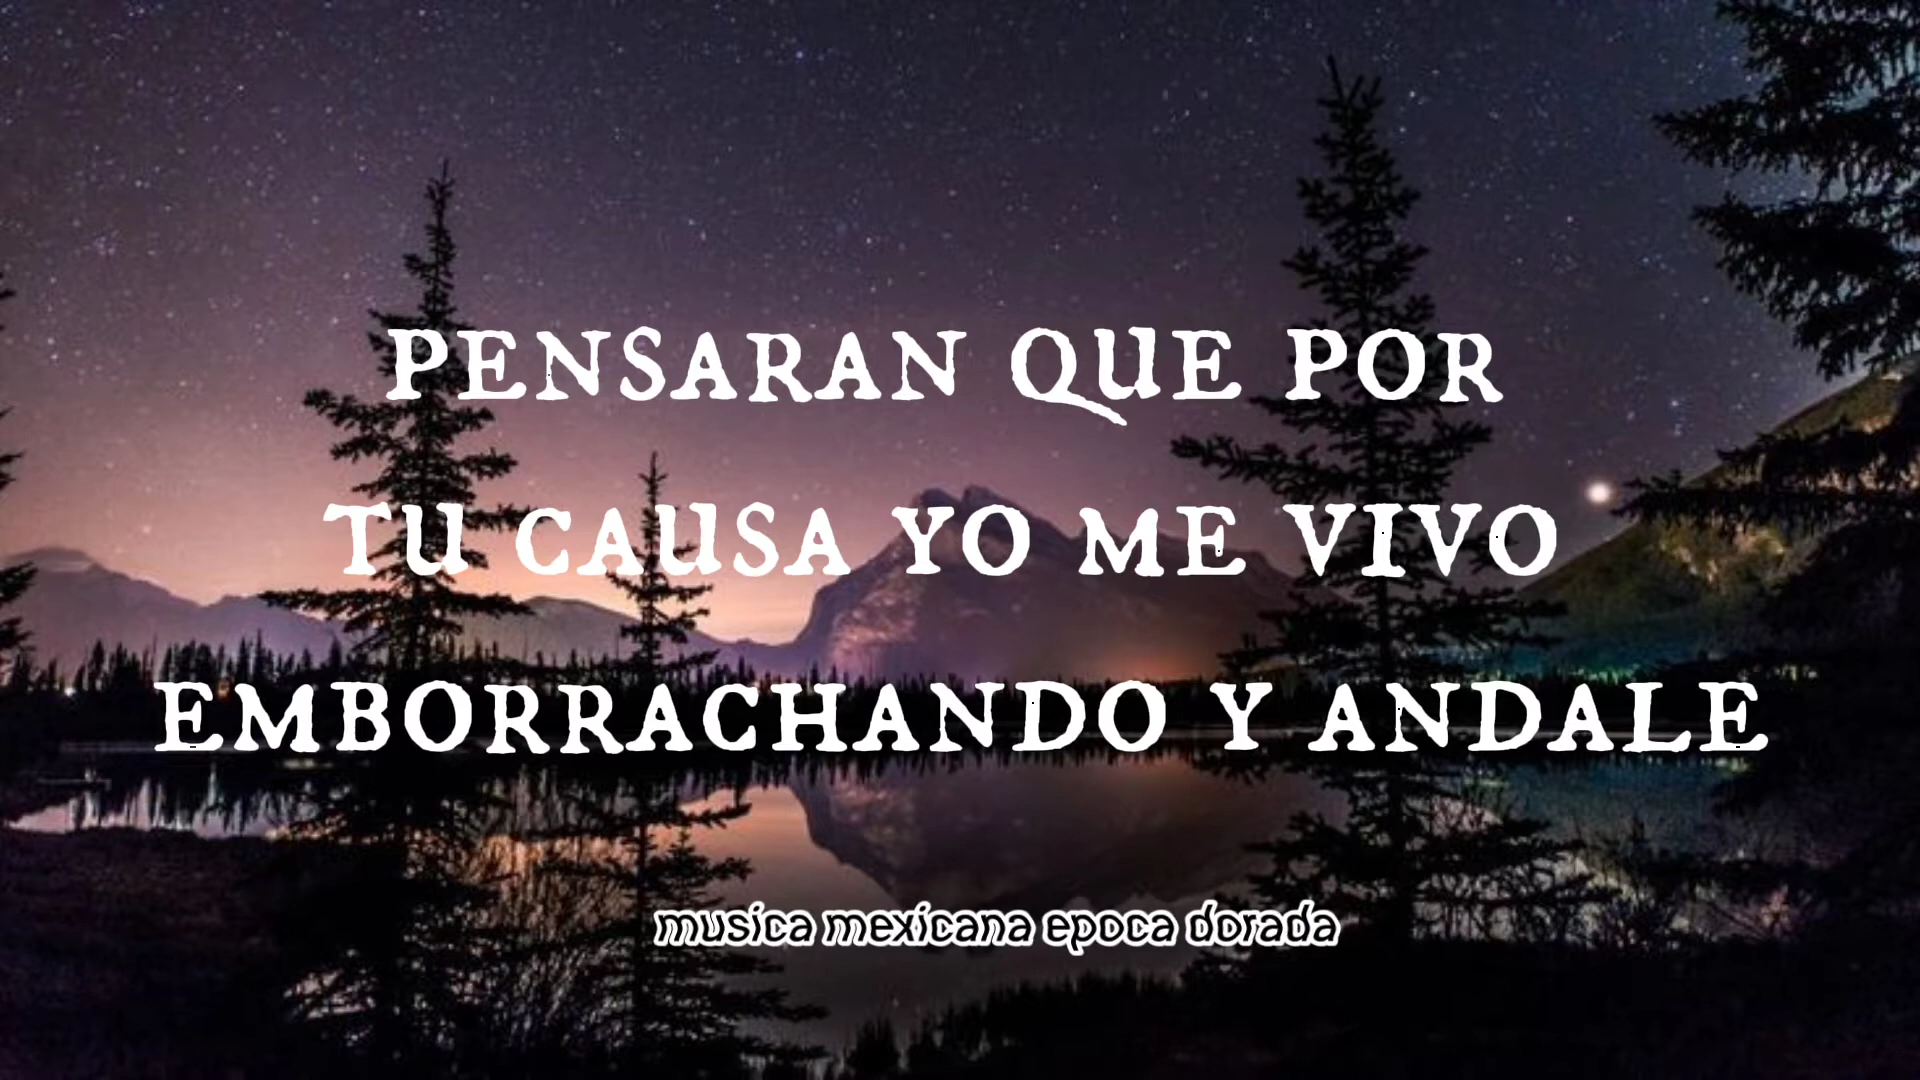 PENSARAN QUE POR
TU CAUSA YO ME VIVO
EMBORRACHANDO Y ANDALE
musica mexicana epoca dorada